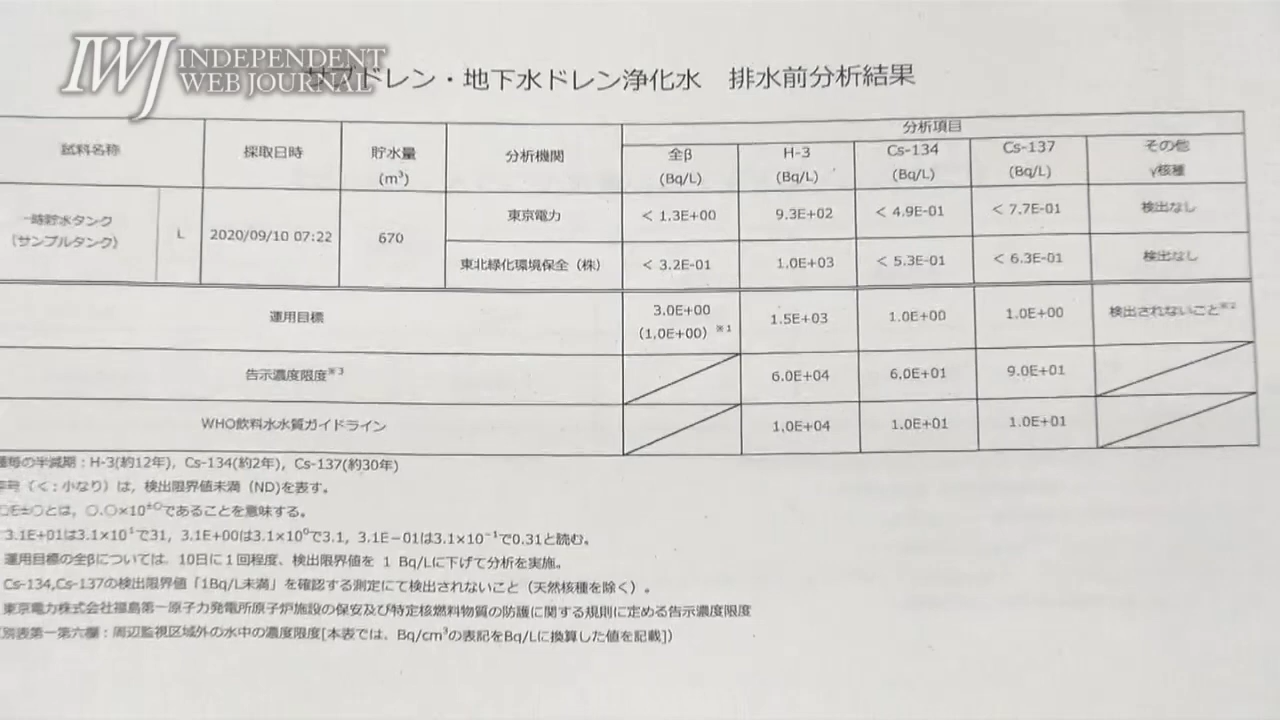 IWJ INDEPENDENT
WEB JOURNAL
サブドレン・地下水ドレン浄化水 排水前分析結果
試料名称 採取日時 貯水量 (m³) 分析機関 分析項目
全β (Bq/L) H-3 (Bq/L) Cs-134 (Bq/L) Cs-137 (Bq/L) その他 γ核種
一時貯水タンク (サンプルタンク) L 2020/09/10 07:22 670
東京電力 < 1.3E+00 9.3E+02 < 4.9E-01 < 7.7E-01 検出なし
東北緑化環境保全(株) < 3.2E-01 1.0E+03 < 5.3E-01 < 6.3E-01 検出なし
運用目標 3.0E+00 (1.0E+00)※1 1.5E+03 1.0E+00 1.0E+00 検出されないこと※2
告示濃度限度※3 6.0E+04 6.0E+01 9.0E+01
WHO飲料水水質ガイドライン 1.0E+04 1.0E+01 1.0E+01
種毎の半減期:H-3(約12年), Cs-134(約2年), Cs-137(約30年)
等号(<:小なり)は,検出限界値未満(ND)を表す。
○E±○とは,○.○×10±○であることを意味する。
3.1E+01は3.1×10¹で31, 3.1E+00は3.1×10⁰で3.1, 3.1E−01は3.1×10⁻¹で0.31と読む。
運用目標の全βについては、10日に1回程度、検出限界値を 1 Bq/Lに下げて分析を実施。
Cs-134,Cs-137の検出限界値「1Bq/L未満」を確認する測定にて検出されないこと(天然核種を除く)。
東京電力株式会社福島第一原子力発電所原子炉施設の保安及び特定核燃料物質の防護に関する規則に定める告示濃度限度
別表第一第六欄:周辺監視区域外の水中の濃度限度[本表では、Bq/cm³の表記をBq/Lに換算した値を記載])